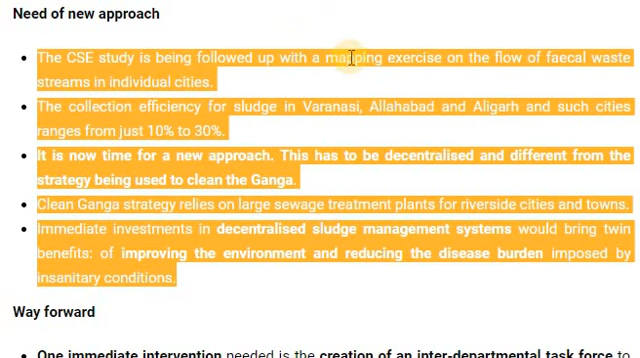 Need of new approach
• The CSE study is being followed up with a mapping exercise on the flow of faecal waste
streams in individual cities.
• The collection efficiency for sludge in Varanasi, Allahabad and Aligarh and such cities
ranges from just 10% to 30%.
• It is now time for a new approach. This has to be decentralised and different from the
strategy being used to clean the Ganga.
• Clean Ganga strategy relies on large sewage treatment plants for riverside cities and towns.
• Immediate investments in decentralised sludge management systems would bring twin
benefits: of improving the environment and reducing the disease burden imposed by
insanitary conditions.
Way forward
• One immediate intervention needed is the creation of an inter-departmental task force to